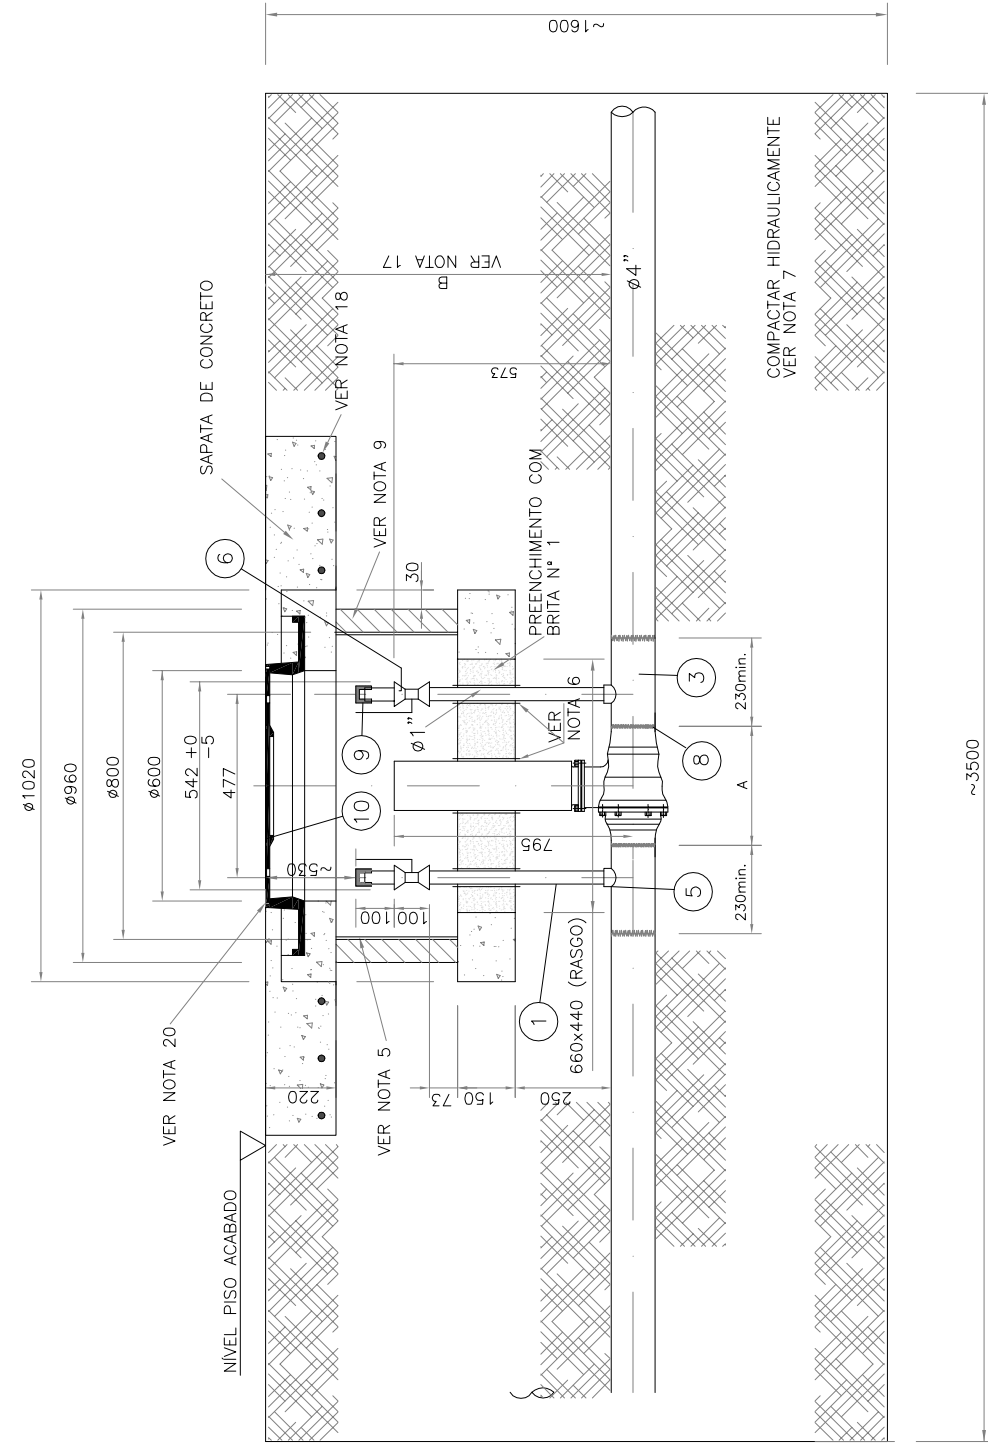 ~1600
COMPACTAR HIDRAULICAMENTE
VER NOTA 7
ø4"
B
VER NOTA 17
573
SAPATA DE CONCRETO
VER NOTA 18
VER NOTA 9
6
30
PREENCHIMENTO COM
BRITA Nº 1
ø1020
ø960
ø800
ø600
542 +0
-5
477
~530
9
10
ø1"
VER
NOTA 6
3
8
5
1
230min.
A
230min.
795
100
100
660x440 (RASGO)
~3500
VER NOTA 20
VER NOTA 5
220
73
150
250
NÍVEL PISO ACABADO